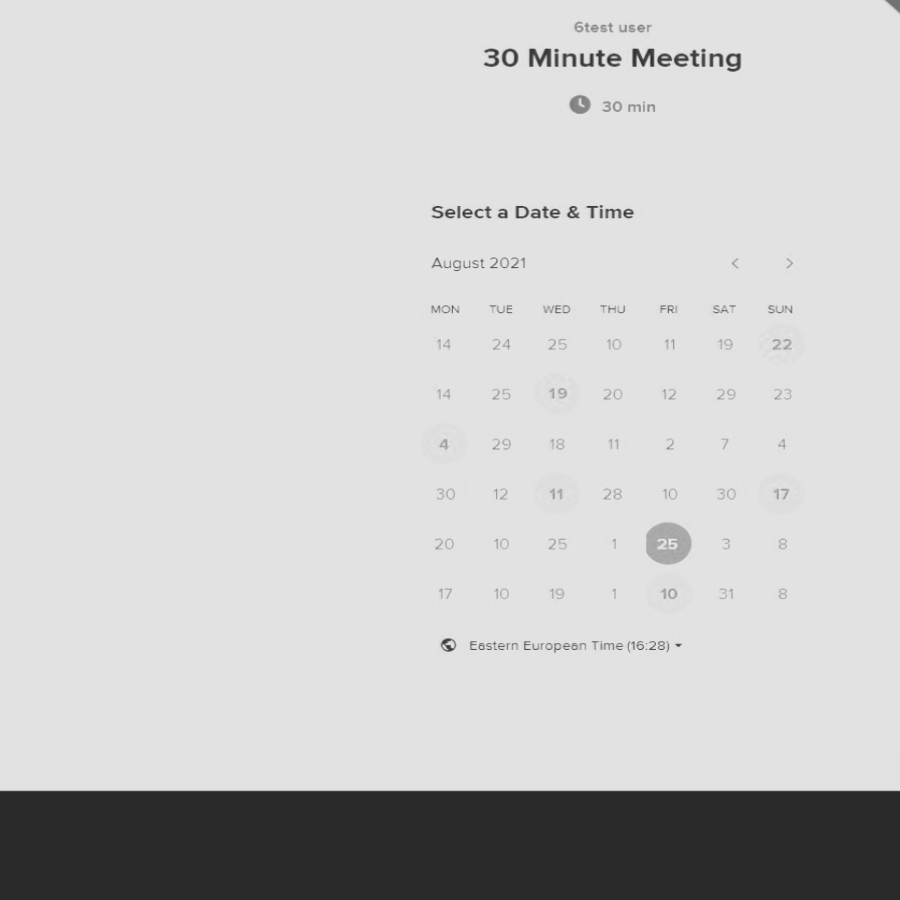 6test user
30 Minute Meeting
30 min
Select a Date & Time
August 2021
MON TUE WED THU FRI SAT SUN
14 24 25 10 11 19 22
14 25 19 20 12 29 23
4 29 18 11 2 7 4
30 12 11 28 10 30 17
20 10 25 1 25 3 8
17 10 19 1 10 31 8
Eastern European Time (16:28)